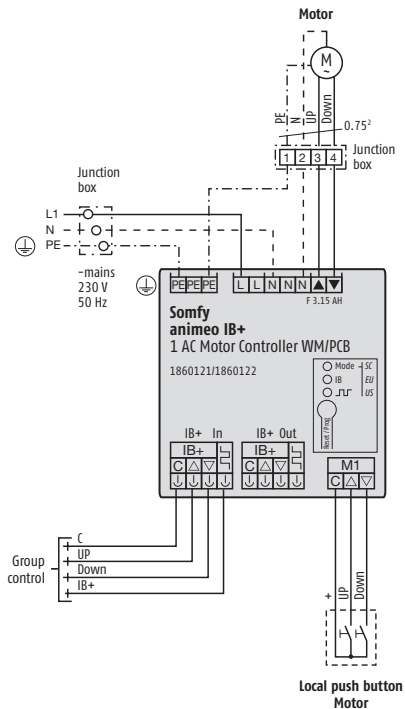 Motor
M
~
PE
N
UP
Down
0.75²
1 2 3 4
Junction
box
Junction
box
L1
N
PE
~mains
230 V
50 Hz
PE PE PE L L N N N
F 3.15 AH
Somfy
animeo IB+
1 AC Motor Controller WM/PCB
1860121/1860122
Mode
SC
IB
EU
US
Reset / Prog
IB+ In
IB+ Out
IB+
IB+
C
C
M1
C
Group
control
C
UP
Down
IB+
+
UP
Down
Local push button
Motor